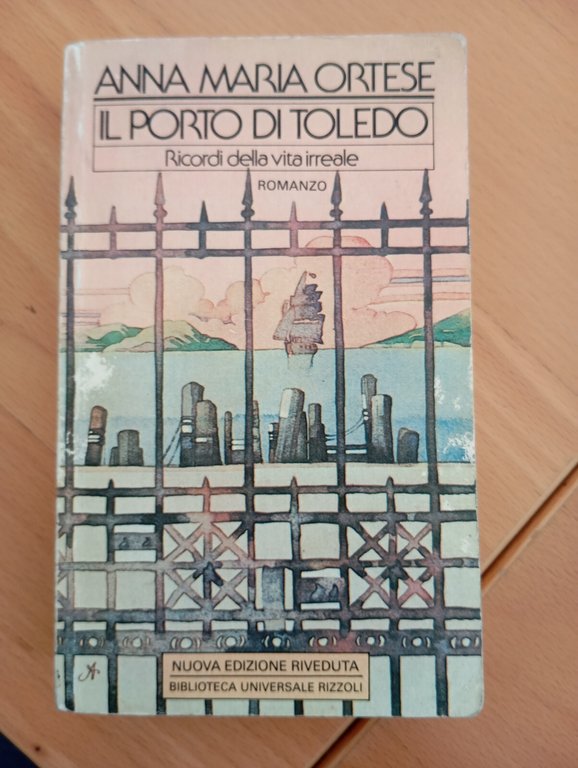 ANNA MARIA ORTESE
IL PORTO DI TOLEDO
Ricordi della vita irreale
ROMANZO
NUOVA EDIZIONE RIVEDUTA
BIBLIOTECA UNIVERSALE RIZZOLI